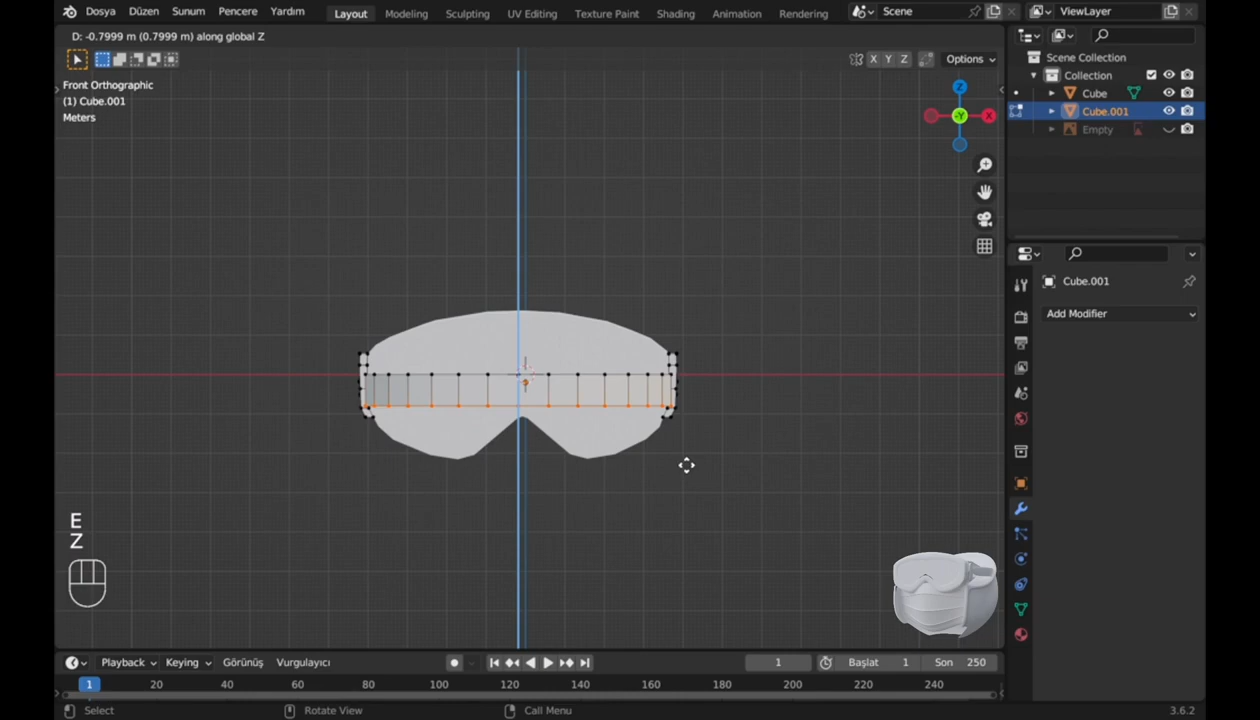 Dosya Düzen Sunum Pencere Yardım Layout Modeling Sculpting UV Editing Texture Paint Shading Animation Rendering Scene ViewLayer
D: -0.7999 m (0.7999 m) along global Z
X Y Z Options
Front Orthographic
(1) Cube.001
Meters
Z
-Y X
Scene Collection
Collection
Cube
Cube.001
Empty
Cube.001
Add Modifier
E
Z
Playback Keying Görünüş Vurgulayıcı 1 Başlat 1 Son 250
1 20 40 60 80 100 120 140 160 180 200 220 240
Select Rotate View Call Menu 3.6.2